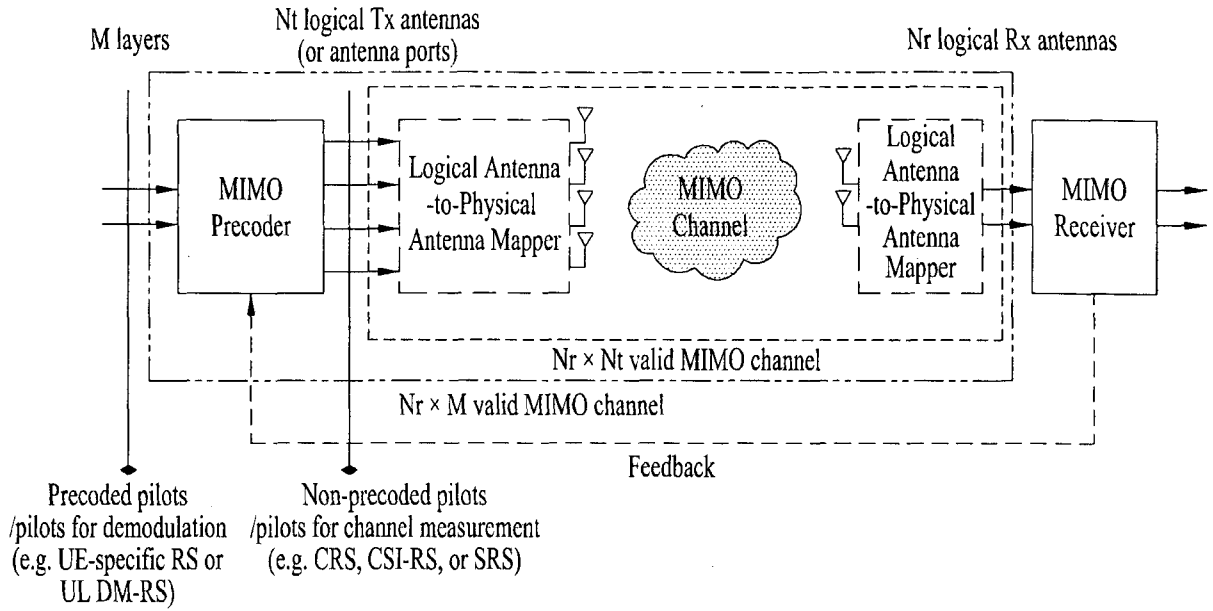 M layers
Nt logical Tx antennas
(or antenna ports)
Nr logical Rx antennas
MIMO
Precoder
Logical Antenna
-to-Physical
Antenna Mapper
MIMO
Channel
Logical
Antenna
-to-Physical
Antenna
Mapper
MIMO
Receiver
Nr × Nt valid MIMO channel
Nr × M valid MIMO channel
Feedback
Precoded pilots
/pilots for demodulation
(e.g. UE-specific RS or
UL DM-RS)
Non-precoded pilots
/pilots for channel measurement
(e.g. CRS, CSI-RS, or SRS)